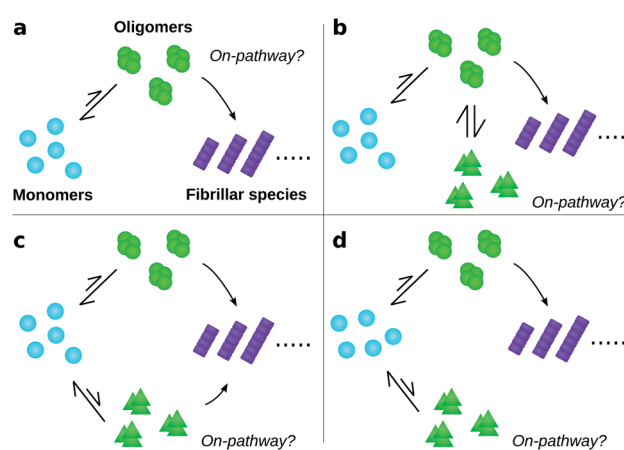 a
Oligomers
On-pathway?
Monomers
Fibrillar species
b
On-pathway?
c
On-pathway?
d
On-pathway?